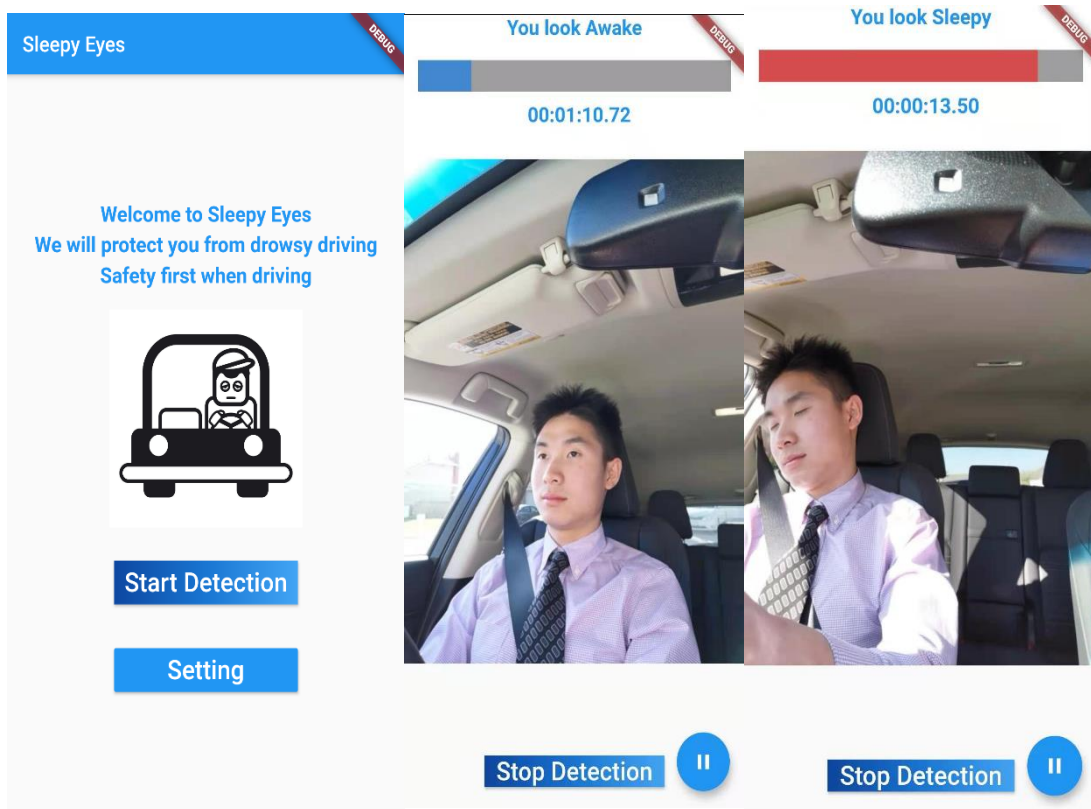 Sleepy Eyes
DEBUG
Welcome to Sleepy Eyes
We will protect you from drowsy driving
Safety first when driving
Start Detection
Setting
You look Awake
DEBUG
00:01:10.72
Stop Detection
You look Sleepy
DEBUG
00:00:13.50
Stop Detection